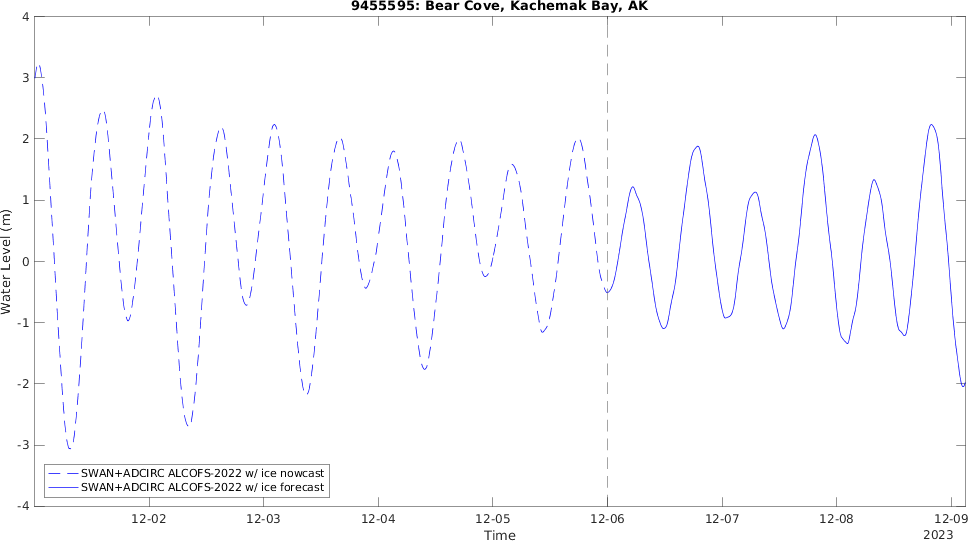 9455595: Bear Cove, Kachemak Bay, AK
Water Level (m)
4
3
2
1
0
-1
-2
-3
-4
SWAN+ADCIRC ALCOFS-2022 w/ ice nowcast
SWAN+ADCIRC ALCOFS-2022 w/ ice forecast
12-02 12-03 12-04 12-05 12-06 12-07 12-08 12-09
Time
2023